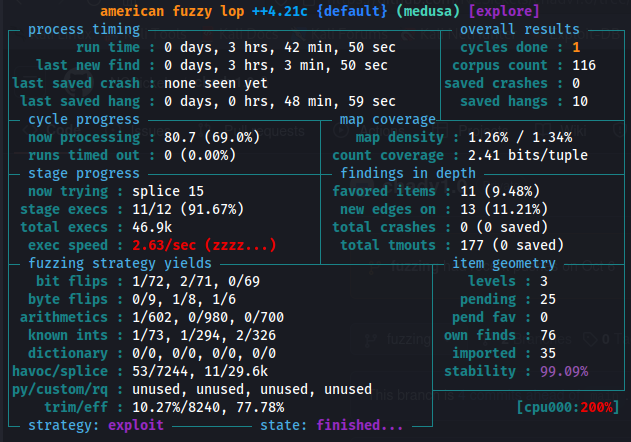 american fuzzy lop ++4.21c {default} (medusa) [explore]
process timing overall results
run time : 0 days, 3 hrs, 42 min, 50 sec cycles done : 1
last new find : 0 days, 3 hrs, 3 min, 50 sec corpus count : 116
last saved crash : none seen yet saved crashes : 0
last saved hang : 0 days, 0 hrs, 48 min, 59 sec saved hangs : 10
cycle progress map coverage
now processing : 80.7 (69.0%) map density : 1.26% / 1.34%
runs timed out : 0 (0.00%) count coverage : 2.41 bits/tuple
stage progress findings in depth
now trying : splice 15 favored items : 11 (9.48%)
stage execs : 11/12 (91.67%) new edges on : 13 (11.21%)
total execs : 46.9k total crashes : 0 (0 saved)
exec speed : 2.63/sec (zzzz...) total tmouts : 177 (0 saved)
fuzzing strategy yields item geometry
bit flips : 1/72, 2/71, 0/69 levels : 3
byte flips : 0/9, 1/8, 1/6 pending : 25
arithmetics : 1/602, 0/980, 0/700 pend fav : 0
known ints : 1/73, 1/294, 2/326 own finds : 76
dictionary : 0/0, 0/0, 0/0, 0/0 imported : 35
havoc/splice : 53/7244, 11/29.6k stability : 99.09%
py/custom/rq : unused, unused, unused, unused
trim/eff : 10.27%/8240, 77.78% [cpu000:200%]
strategy: exploit state: finished...